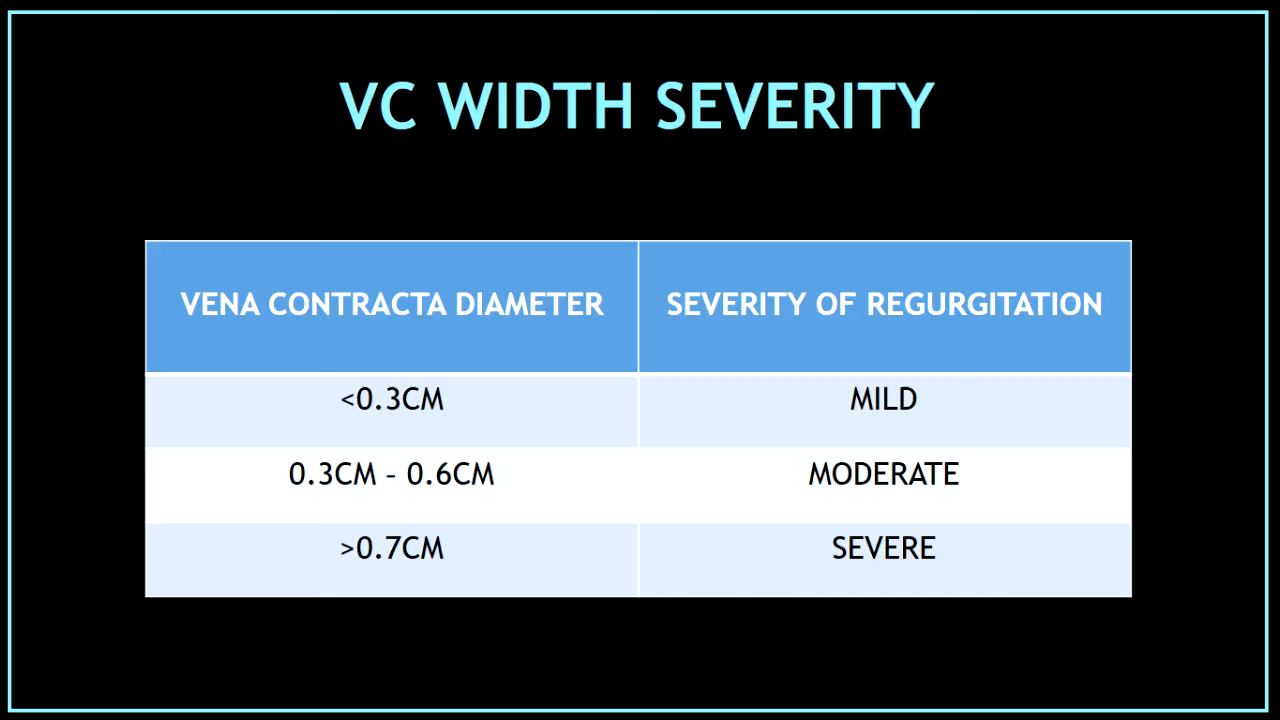 VC WIDTH SEVERITY
VENA CONTRACTA DIAMETER
SEVERITY OF REGURGITATION
<0.3CM
MILD
0.3CM – 0.6CM
MODERATE
>0.7CM
SEVERE